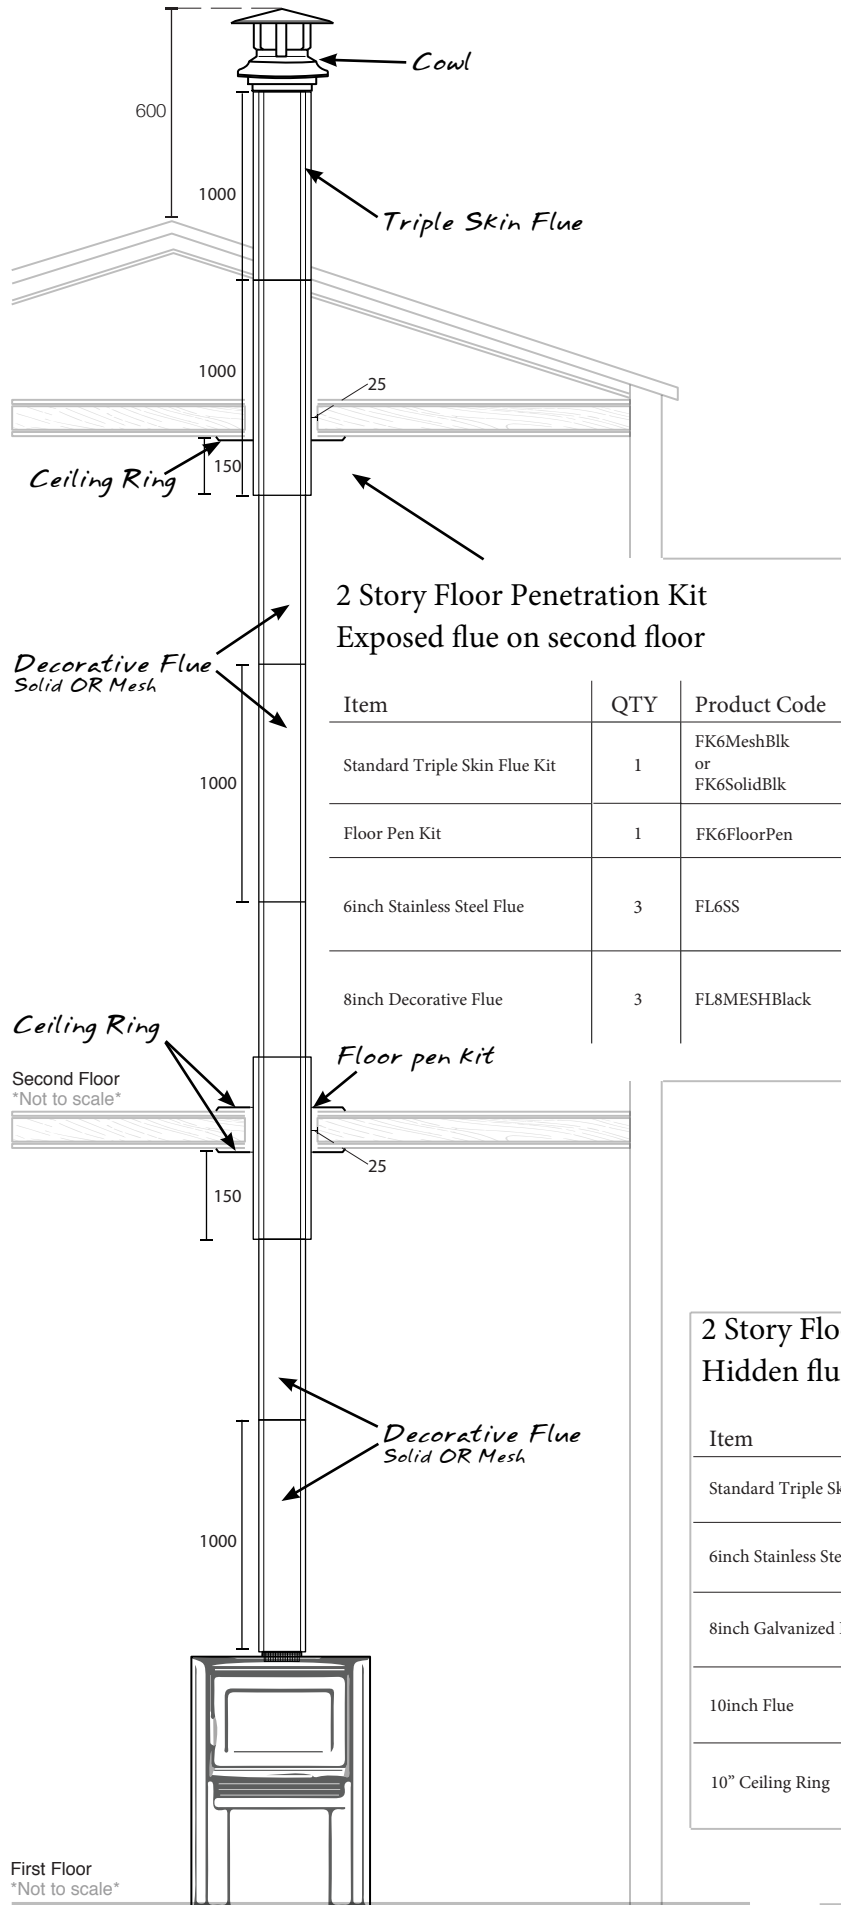 Cowl
600
1000
Triple Skin Flue
1000
25
150
Ceiling Ring
2 Story Floor Penetration Kit
Exposed flue on second floor
Decorative Flue
Solid OR Mesh
Item QTY Product Code
Standard Triple Skin Flue Kit 1 FK6MeshBlk
or
FK6SolidBlk
Floor Pen Kit 1 FK6FloorPen
6inch Stainless Steel Flue 3 FL6SS
8inch Decorative Flue 3 FL8MESHBlack
1000
Ceiling Ring
Floor pen kit
Second Floor
*Not to scale*
25
150
2 Story Flo
Hidden flu
Item
Standard Triple Sk
6inch Stainless Ste
8inch Galvanized
10inch Flue
10” Ceiling Ring
Decorative Flue
Solid OR Mesh
1000
First Floor
*Not to scale*